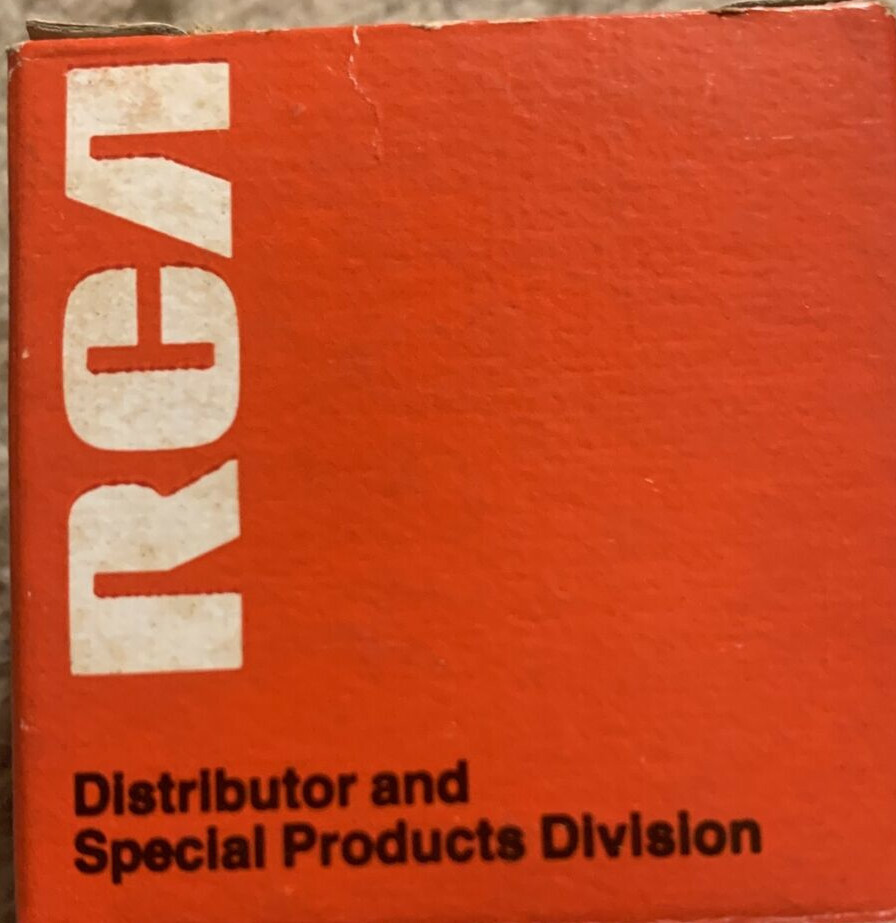 RCA
Distributor and
Special Products Division